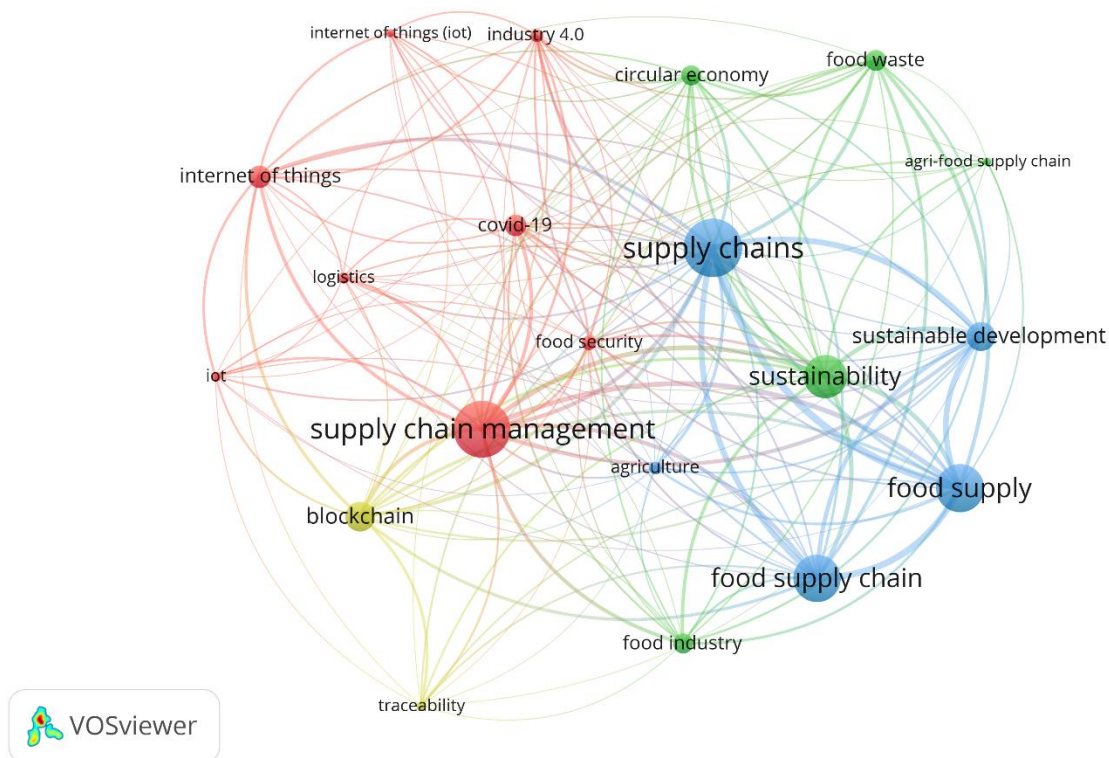 internet of things (iot)
industry 4.0
food waste
circular economy
agri-food supply chain
internet of things
covid-19
supply chains
logistics
food security
sustainable development
iot
sustainability
supply chain management
agriculture
food supply
blockchain
food supply chain
food industry
traceability
VOSviewer